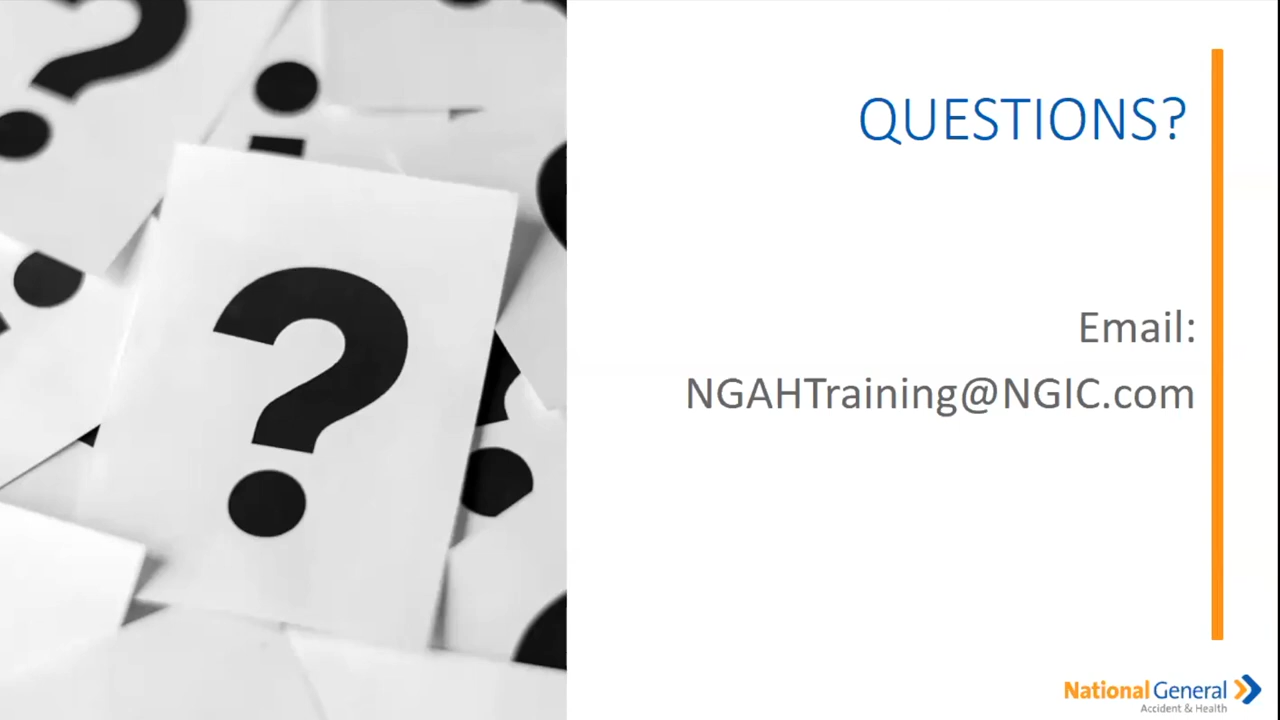 ?
QUESTIONS?
Email:
NGAHTraining@NGIC.com
National General
Accident & Health